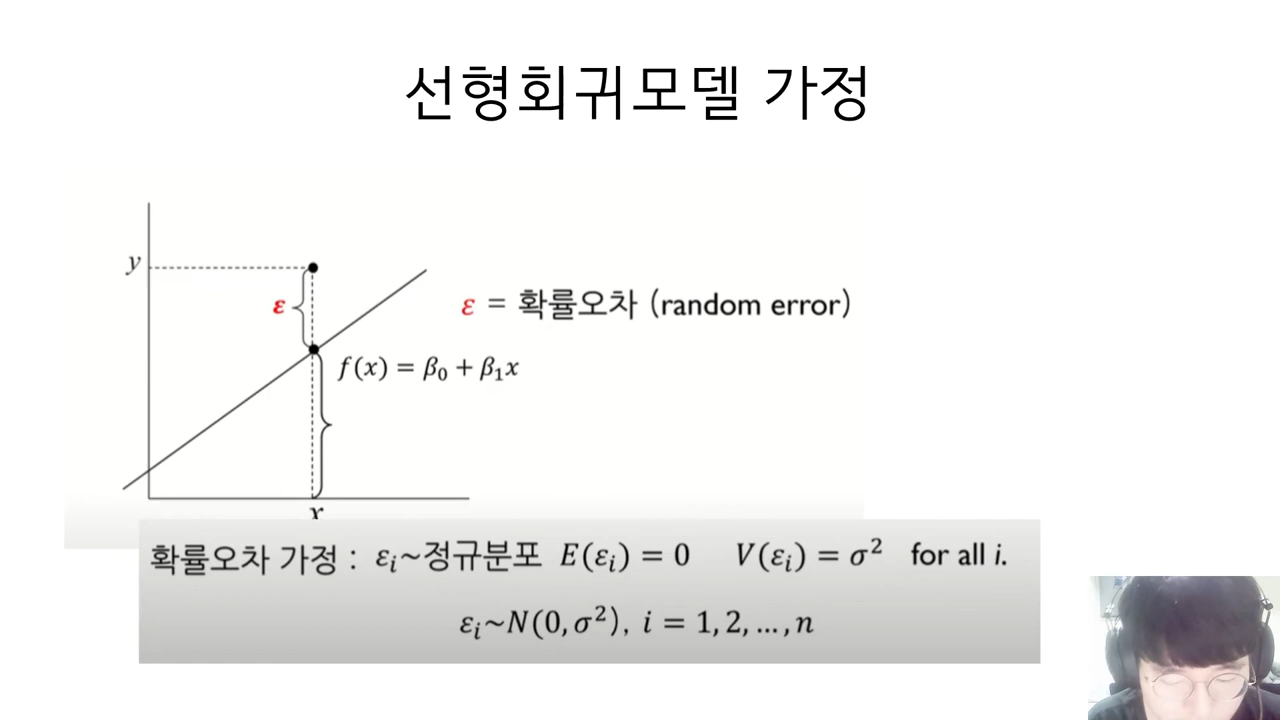 선형회귀모델 가정
y
ε
ε = 확률오차 (random error)
f(x) = β₀ + β₁x
x
확률오차 가정 : εᵢ~정규분포 E(εᵢ) = 0 V(εᵢ) = σ² for all i.
εᵢ~N(0, σ²), i = 1, 2, …, n